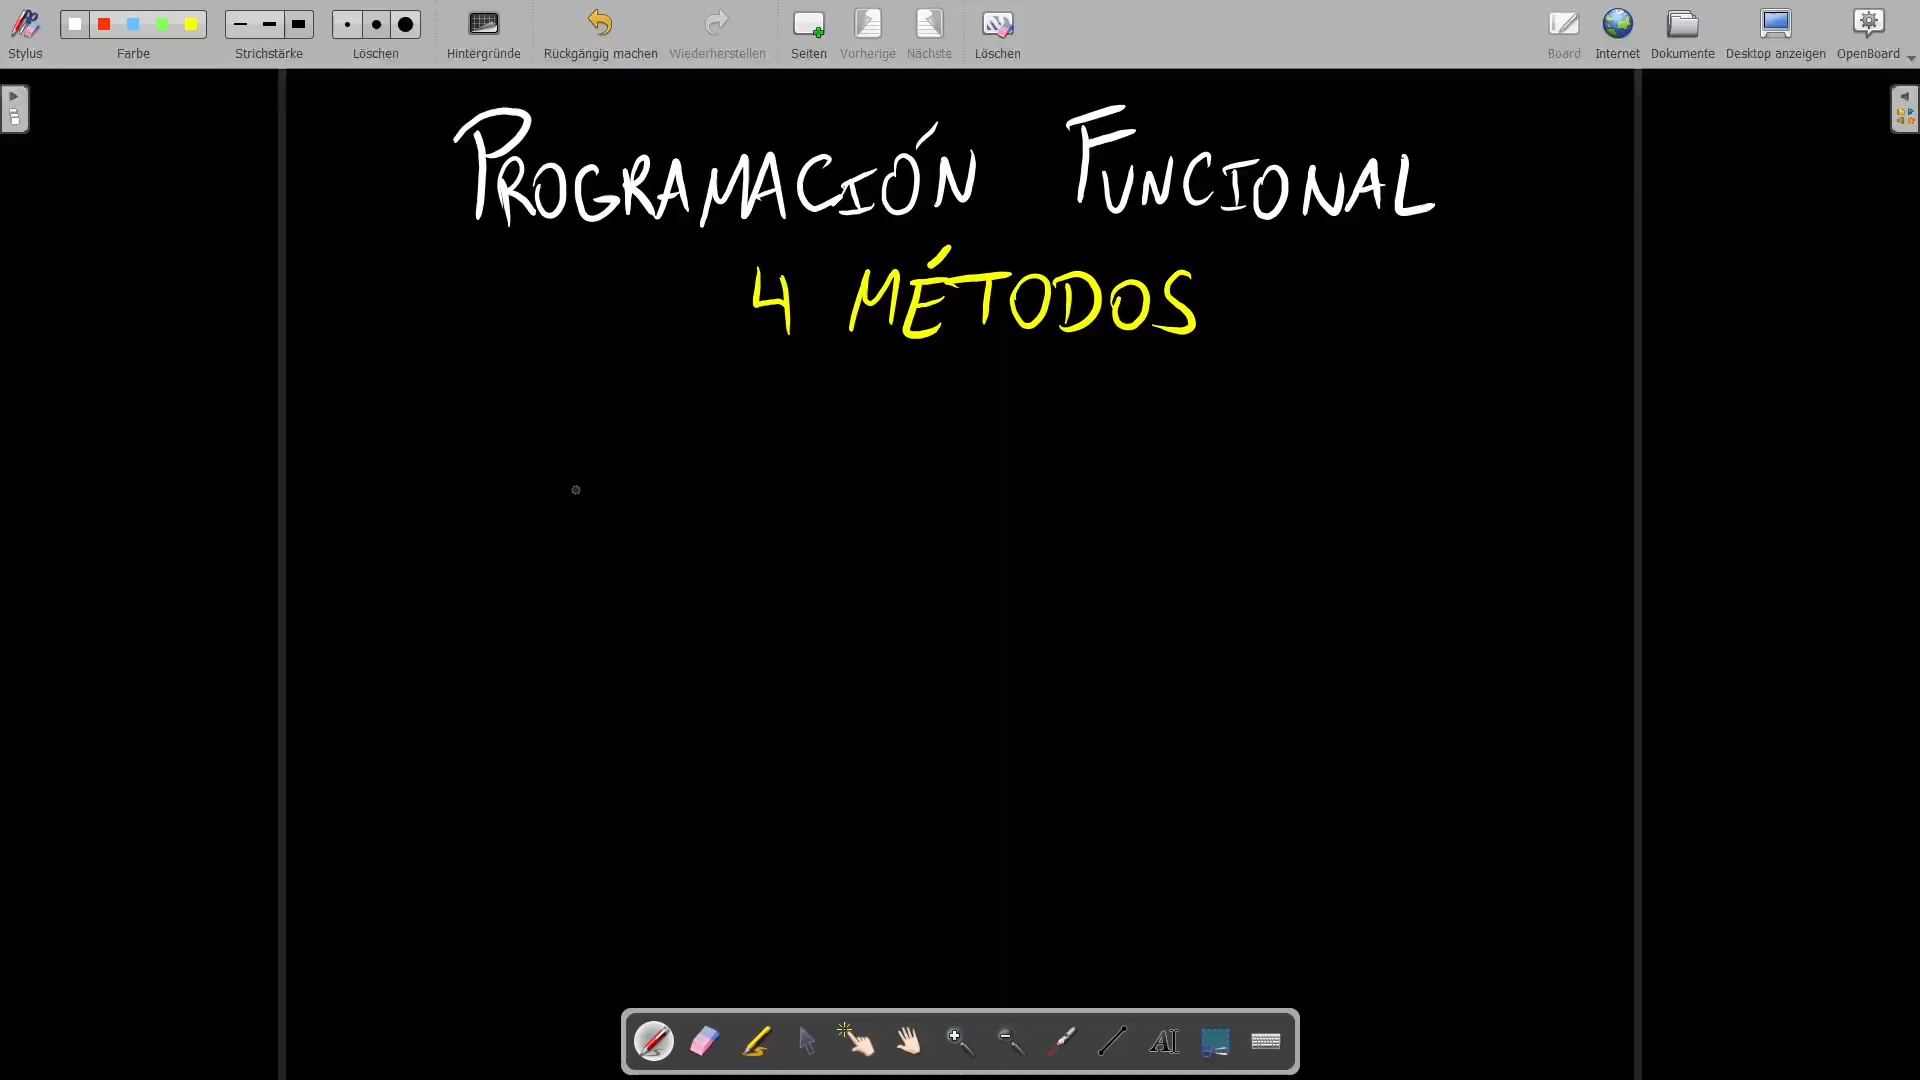 Stylus Farbe Strichstärke Löschen Hintergründe Rückgängig machen Wiederherstellen Seiten Vorherige Nächste Löschen Board Internet Dokumente Desktop anzeigen OpenBoard
PROGRAMACIÓN FUNCIONAL
4 MÉTODOS
AI